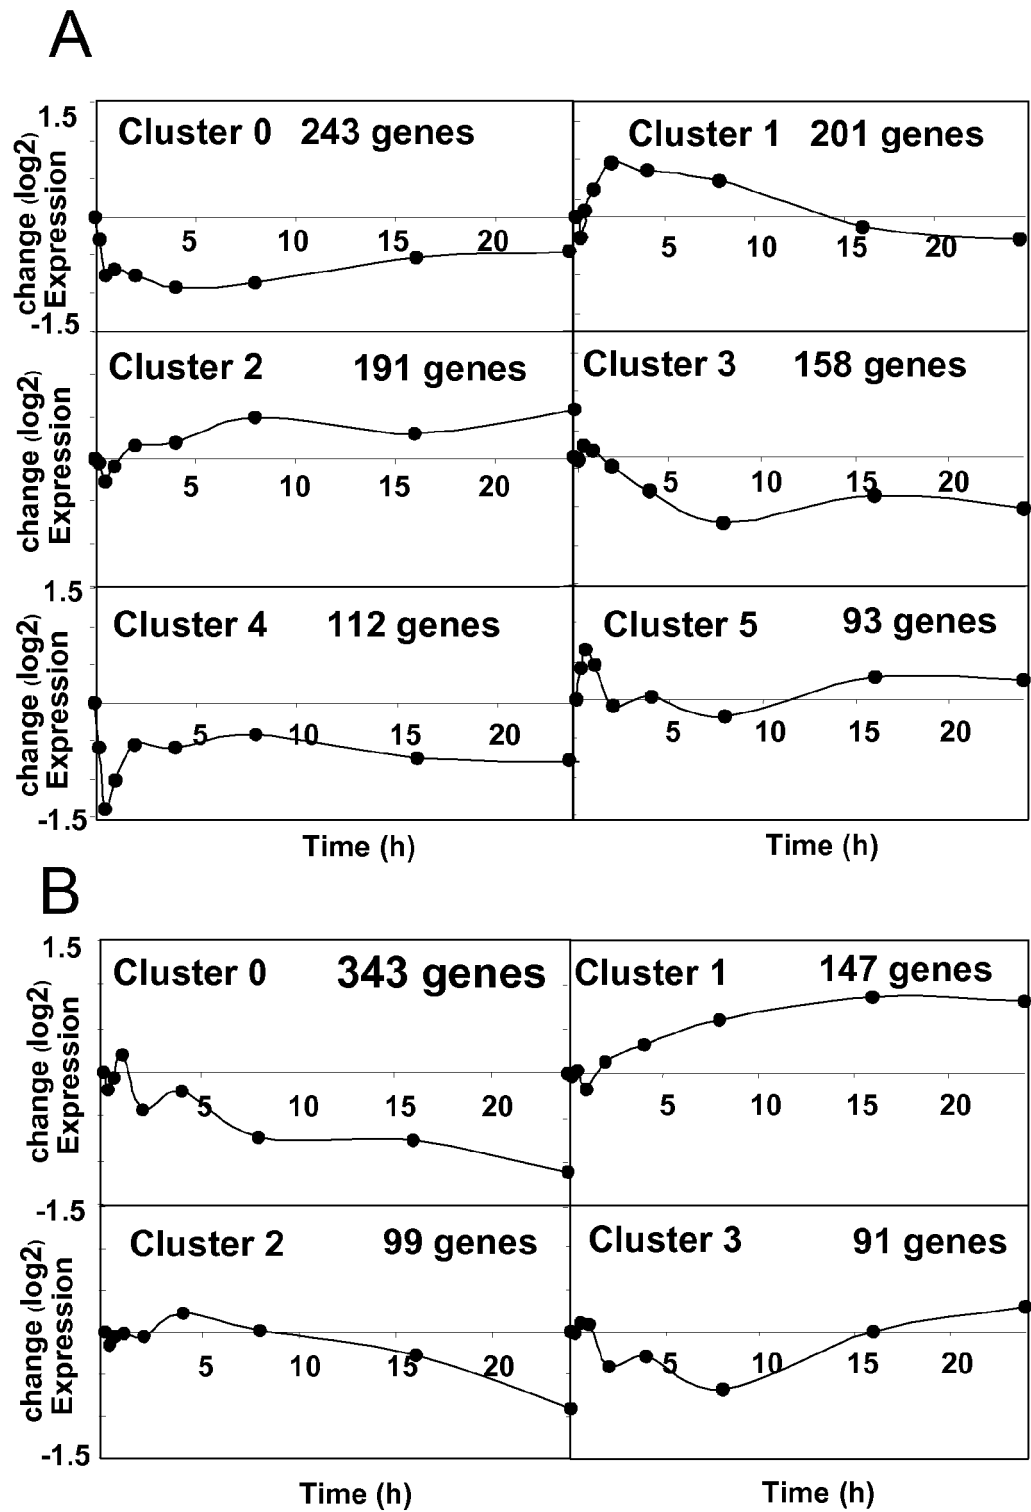 A
1.5
Cluster 0 243 genes
Cluster 1 201 genes
change (log2)
Expression
5 10 15 20
5 10 15 20
-1.5
Cluster 2 191 genes
Cluster 3 158 genes
change (log2)
Expression
5 10 15 20
5 10 15 20
1.5
Cluster 4 112 genes
Cluster 5 93 genes
change (log2)
Expression
5 10 15 20
5 10 15 20
-1.5
Time (h)
Time (h)
B
1.5
Cluster 0 343 genes
Cluster 1 147 genes
change (log2)
Expression
5 10 15 20
5 10 15 20
-1.5
Cluster 2 99 genes
Cluster 3 91 genes
change (log2)
Expression
5 10 15 20
5 10 15 20
-1.5
Time (h)
Time (h)